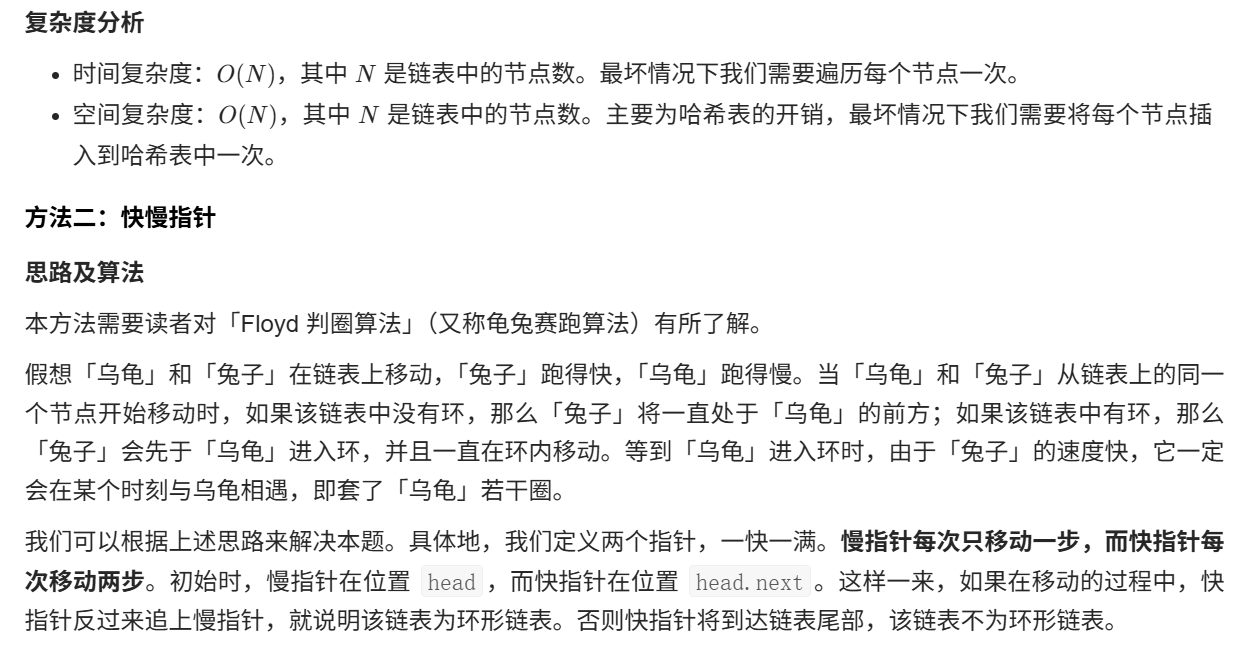 复杂度分析
• 时间复杂度：O(N)，其中 N 是链表中的节点数。最坏情况下我们需要遍历每个节点一次。
• 空间复杂度：O(N)，其中 N 是链表中的节点数。主要为哈希表的开销，最坏情况下我们需要将每个节点插
入到哈希表中一次。
方法二：快慢指针
思路及算法
本方法需要读者对「Floyd 判圈算法」（又称龟兔赛跑算法）有所了解。
假想「乌龟」和「兔子」在链表上移动，「兔子」跑得快，「乌龟」跑得慢。当「乌龟」和「兔子」从链表上的同一
个节点开始移动时，如果该链表中没有环，那么「兔子」将一直处于「乌龟」的前方；如果该链表中有环，那么
「兔子」会先于「乌龟」进入环，并且一直在环内移动。等到「乌龟」进入环时，由于「兔子」的速度快，它一定
会在某个时刻与乌龟相遇，即套了「乌龟」若干圈。
我们可以根据上述思路来解决本题。具体地，我们定义两个指针，一快一满。慢指针每次只移动一步，而快指针每
次移动两步。初始时，慢指针在位置 head，而快指针在位置 head.next。这样一来，如果在移动的过程中，快
指针反过来追上慢指针，就说明该链表为环形链表。否则快指针将到达链表尾部，该链表不为环形链表。